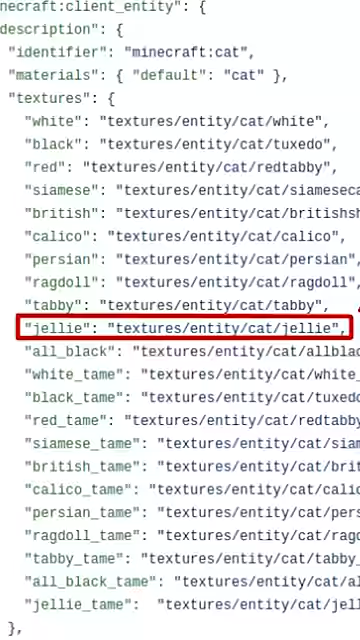 necraft:client_entity": {
description": {
"identifier": "minecraft:cat",
"materials": { "default": "cat" },
"textures": {
"white": "textures/entity/cat/white",
"black": "textures/entity/cat/tuxedo",
"red": "textures/entity/cat/redtabby",
"siamese": "textures/entity/cat/siameseca
"british": "textures/entity/cat/britishsh
"calico": "textures/entity/cat/calico",
"persian": "textures/entity/cat/persian",
"ragdoll": "textures/entity/cat/ragdoll",
"tabby": "textures/entity/cat/tabby",
"jellie": "textures/entity/cat/jellie",
"all_black": "textures/entity/cat/allblac
"white_tame": "textures/entity/cat/white_
"black_tame": "textures/entity/cat/tuxedo
"red_tame": "textures/entity/cat/redtabby
"siamese_tame": "textures/entity/cat/siam
"british_tame": "textures/entity/cat/brit
"calico_tame": "textures/entity/cat/calic
"persian_tame": "textures/entity/cat/pers
"ragdoll_tame": "textures/entity/cat/ragd
"tabby_tame": "textures/entity/cat/tabby_
"all_black_tame": "textures/entity/cat/al
"jellie_tame":  "textures/entity/cat/jell
},